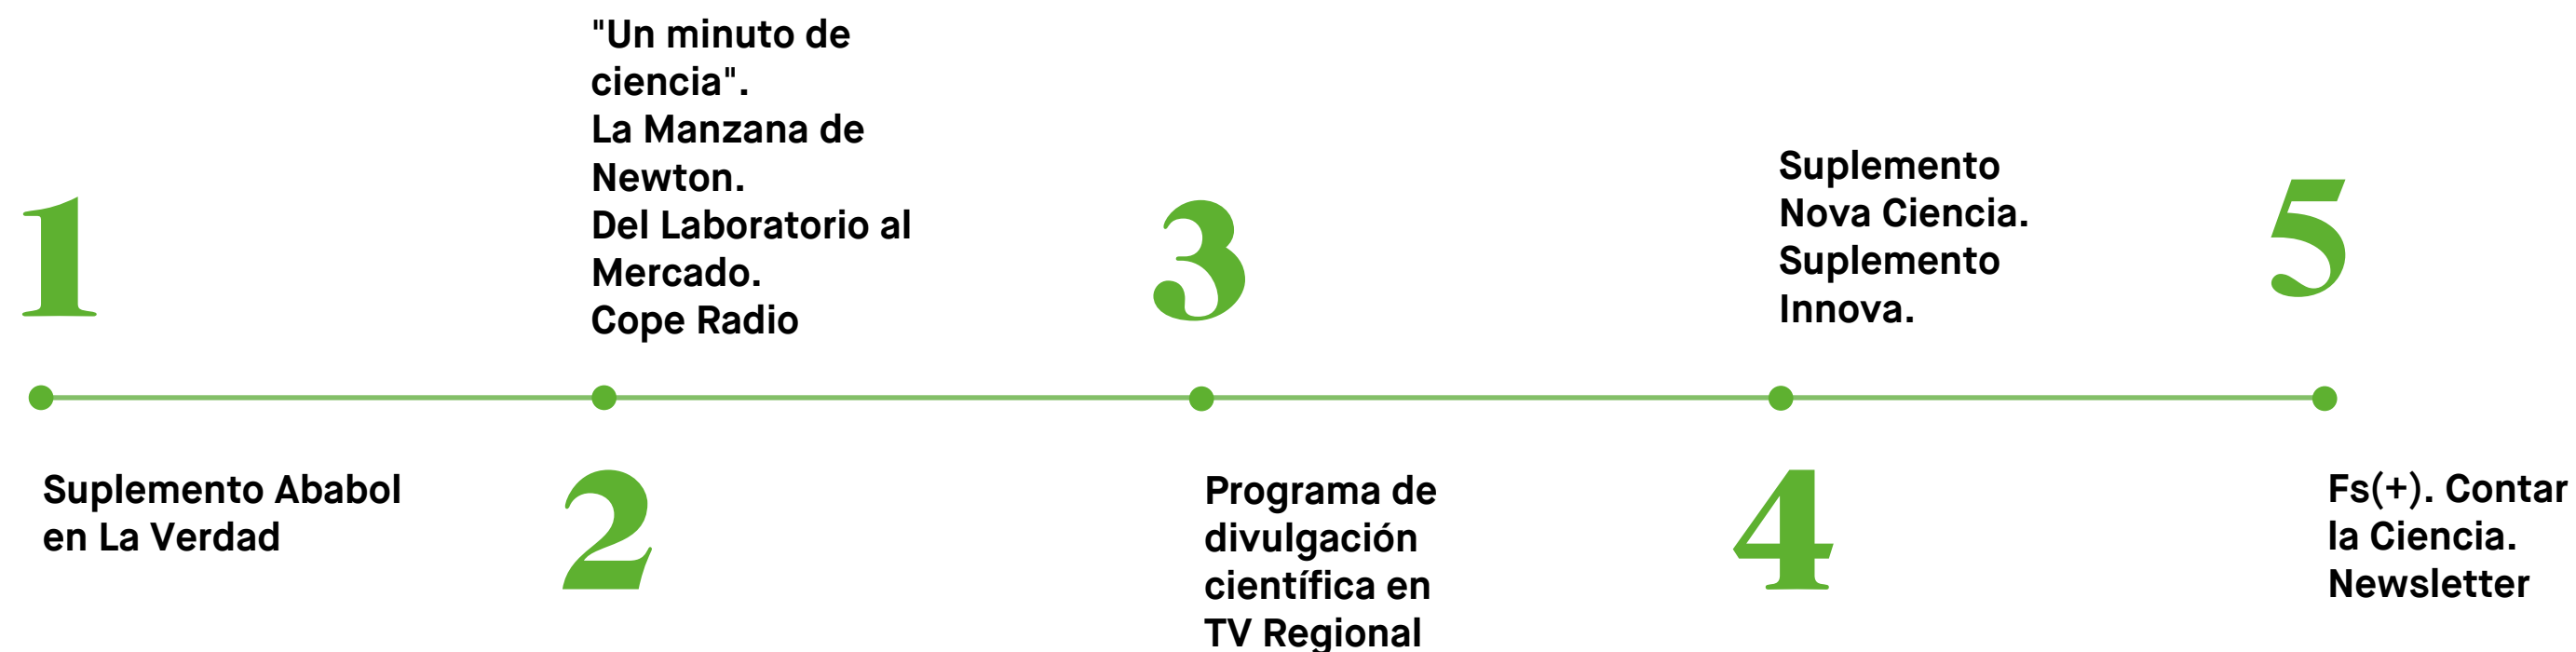 1
Suplemento Ababol
en La Verdad
"Un minuto de
ciencia".
La Manzana de
Newton.
Del Laboratorio al
Mercado.
Cope Radio
2
3
Programa de
divulgación
científica en
TV Regional
Suplemento
Nova Ciencia.
Suplemento
Innova.
4
5
Fs(+). Contar
la Ciencia.
Newsletter